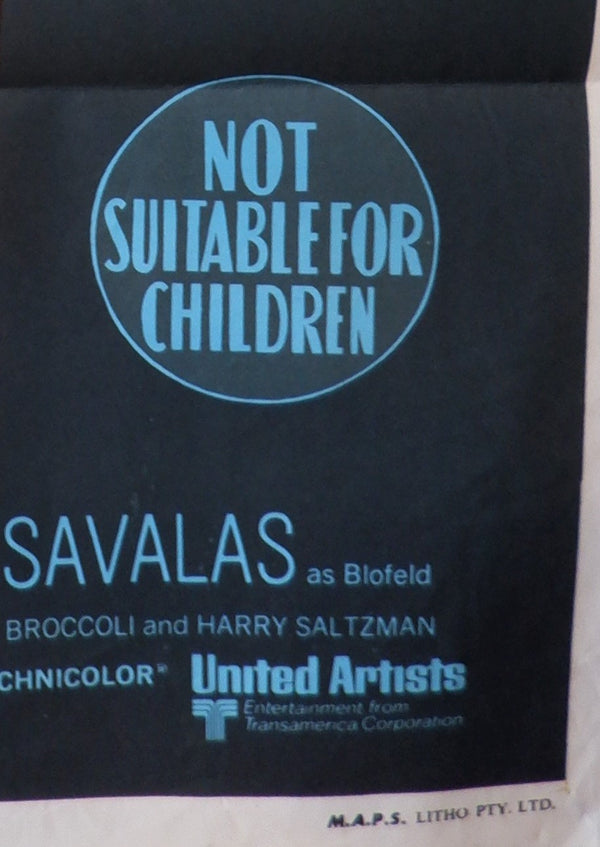 NOT
SUITABLE FOR
CHILDREN
SAVALAS as Blofeld
BROCCOLI and HARRY SALTZMAN
CHNICOLOR®
United Artists
Entertainment from
Transamerica Corporation
M.A.P.S. LITHO PTY. LTD.